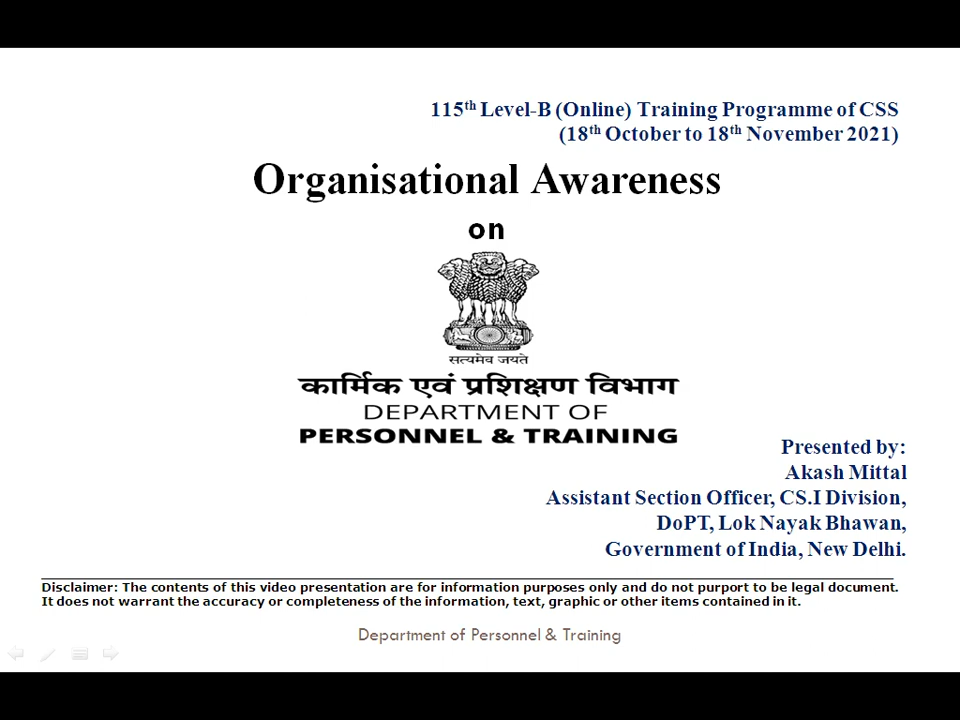 115th Level-B (Online) Training Programme of CSS
(18th October to 18th November 2021)
Organisational Awareness
on
सत्यमेव जयते
कार्मिक एवं प्रशिक्षण विभाग
DEPARTMENT OF
PERSONNEL & TRAINING
Presented by:
Akash Mittal
Assistant Section Officer, CS.I Division,
DoPT, Lok Nayak Bhawan,
Government of India, New Delhi.
Disclaimer: The contents of this video presentation are for information purposes only and do not purport to be legal document.
It does not warrant the accuracy or completeness of the information, text, graphic or other items contained in it.
Department of Personnel & Training